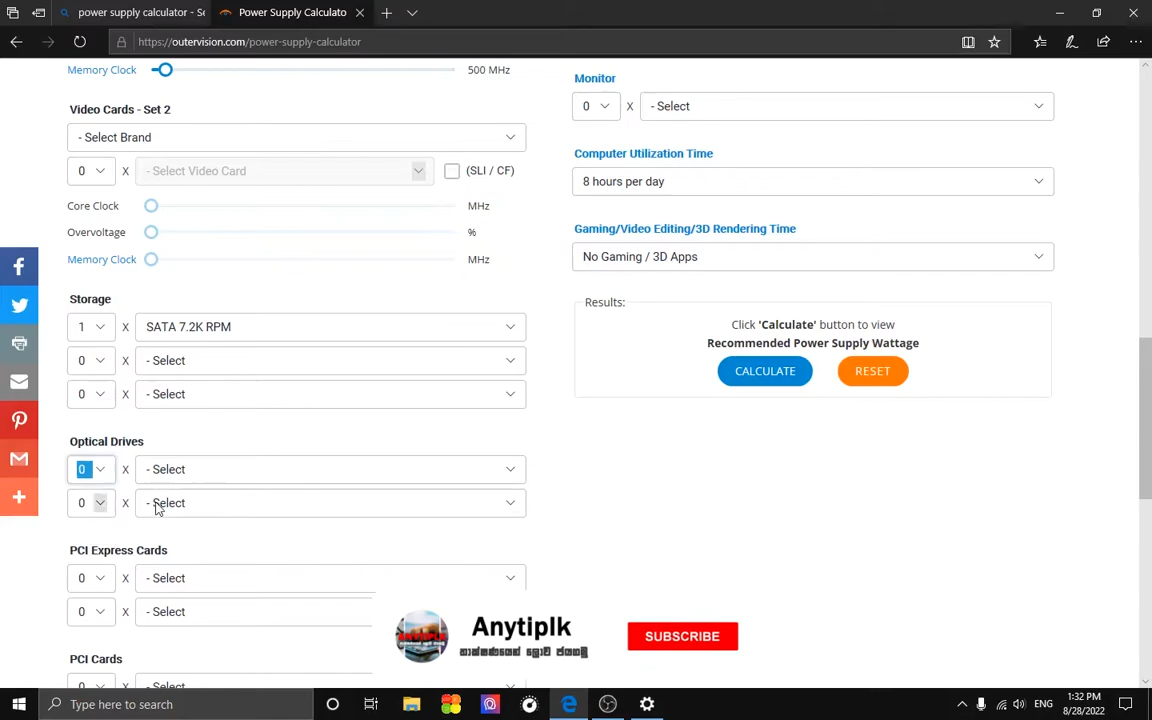 power supply calculator - Se
Power Supply Calculato
https://outervision.com/power-supply-calculator
Memory Clock
500 MHz
Video Cards - Set 2
- Select Brand
0 X - Select Video Card (SLI / CF)
Core Clock MHz
Overvoltage %
Memory Clock MHz
Storage
1 X SATA 7.2K RPM
0 X - Select
0 X - Select
Optical Drives
0 X - Select
0 X - Select
PCI Express Cards
0 X - Select
0 X - Select
PCI Cards
0 X - Select
Monitor
0 X - Select
Computer Utilization Time
8 hours per day
Gaming/Video Editing/3D Rendering Time
No Gaming / 3D Apps
Results:
Click 'Calculate' button to view
Recommended Power Supply Wattage
CALCULATE RESET
Anytiplk
SUBSCRIBE
Type here to search
ENG
1:32 PM
8/28/2022